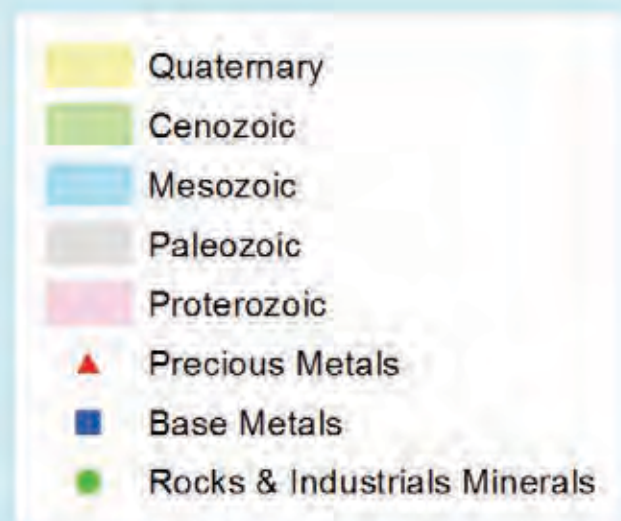 Quaternary
Cenozoic
Mesozoic
Paleozoic
Proterozoic
Precious Metals
Base Metals
Rocks & Industrials Minerals